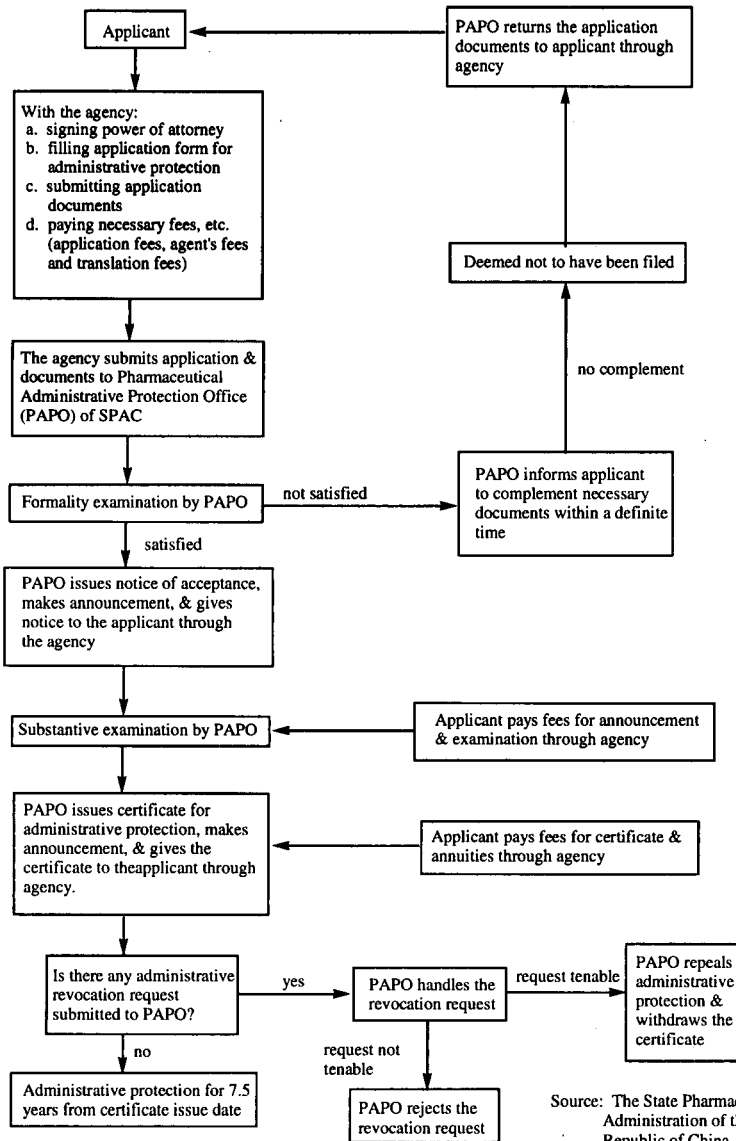 Applicant
PAPO returns the application
documents to applicant through
agency
With the agency:
a. signing power of attorney
b. filling application form for
administrative protection
c. submitting application
documents
d. paying necessary fees, etc.
(application fees, agent's fees
and translation fees)
Deemed not to have been filed
no complement
The agency submits application &
documents to Pharmaceutical
Administrative Protection Office
(PAPO) of SPAC
PAPO informs applicant
to complement necessary
documents within a definite
time
Formality examination by PAPO
not satisfied
satisfied
PAPO issues notice of acceptance,
makes announcement, & gives
notice to the applicant through
the agency
Substantive examination by PAPO
Applicant pays fees for announcement
& examination through agency
PAPO issues certificate for
administrative protection, makes
announcement, & gives the
certificate to theapplicant through
agency.
Applicant pays fees for certificate &
annuities through agency
Is there any administrative
revocation request
submitted to PAPO?
yes
PAPO handles the
revocation request
request tenable
PAPO repeals
administrative
protection &
withdraws the
certificate
no
request not
tenable
Administrative protection for 7.5
years from certificate issue date
PAPO rejects the
revocation request
Source: The State Pharmac
Administration of th
Republic of China